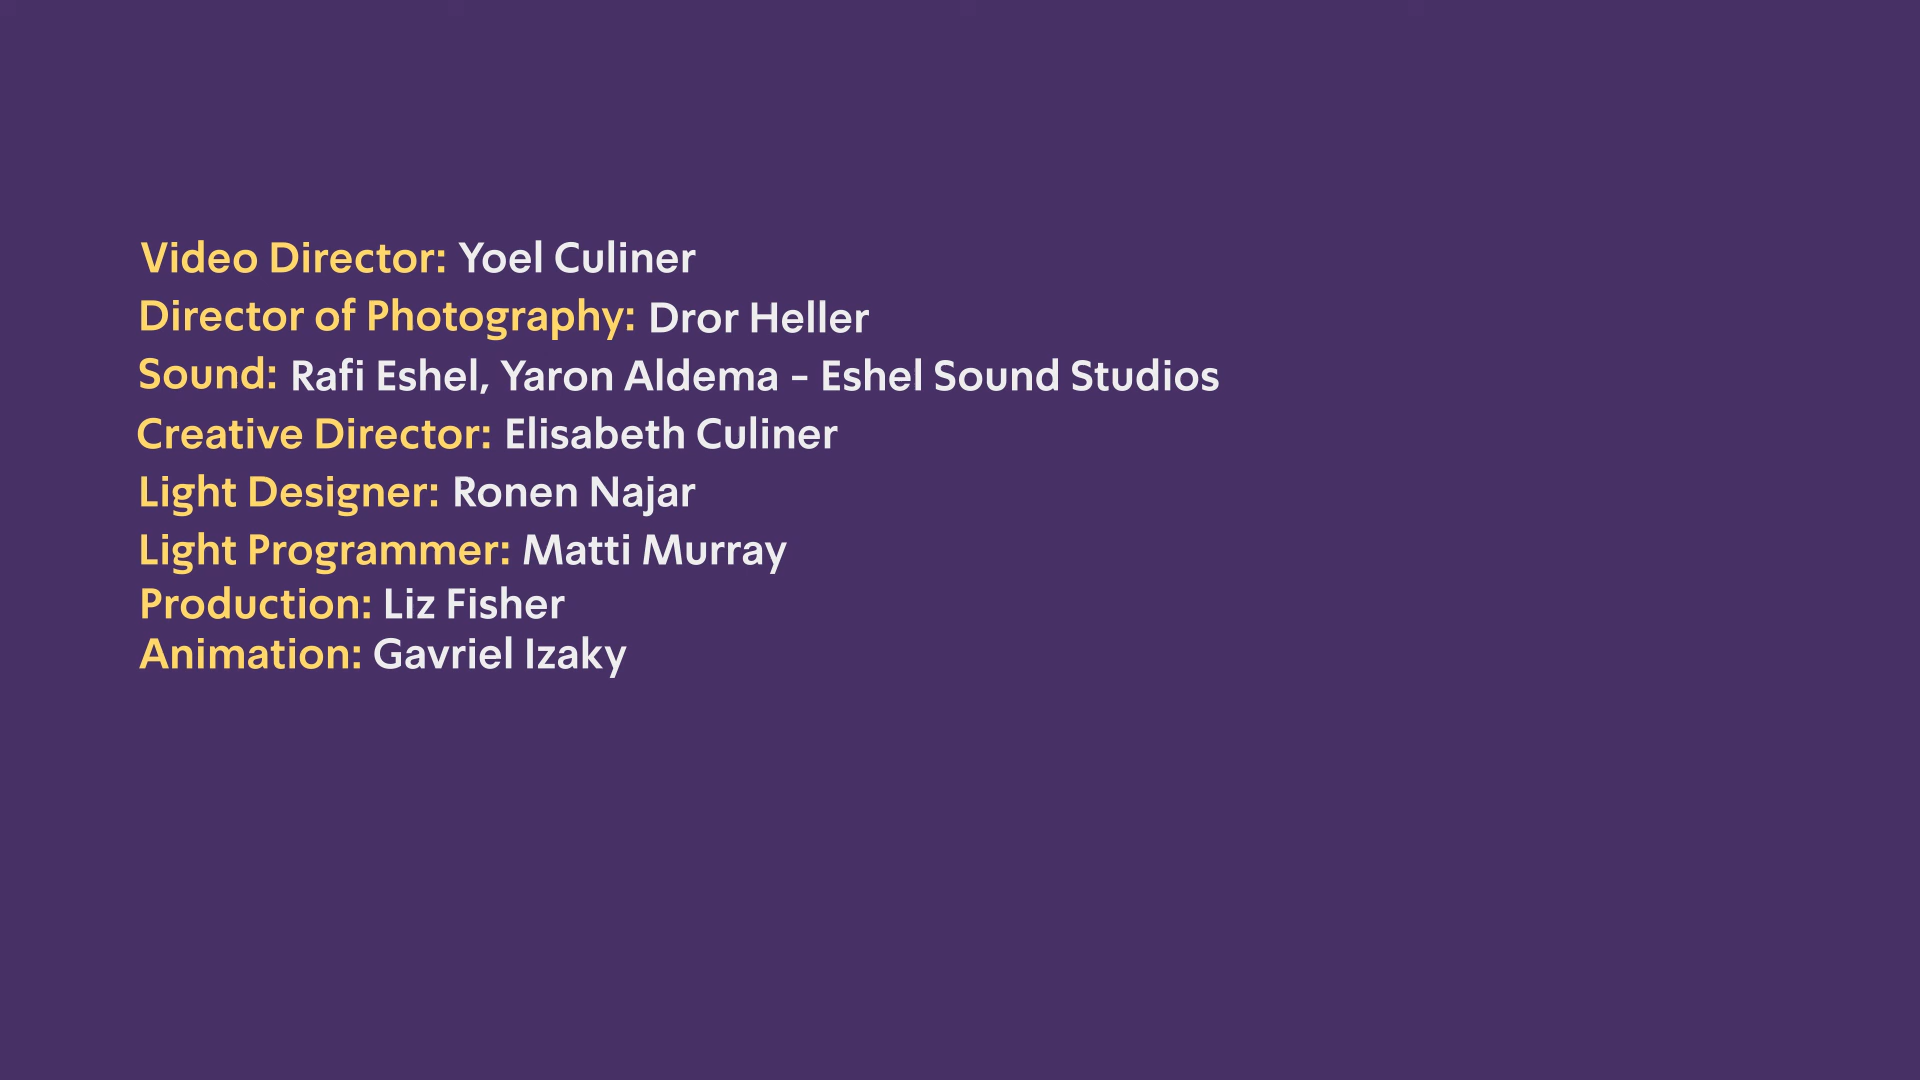 Video Director: Yoel Culiner
Director of Photography: Dror Heller
Sound: Rafi Eshel, Yaron Aldema - Eshel Sound Studios
Creative Director: Elisabeth Culiner
Light Designer: Ronen Najar
Light Programmer: Matti Murray
Production: Liz Fisher
Animation: Gavriel Izaky